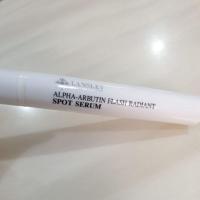 LANSLEY
ALPHA-ARBUTIN FLASH RADIANT
SPOT SERUM